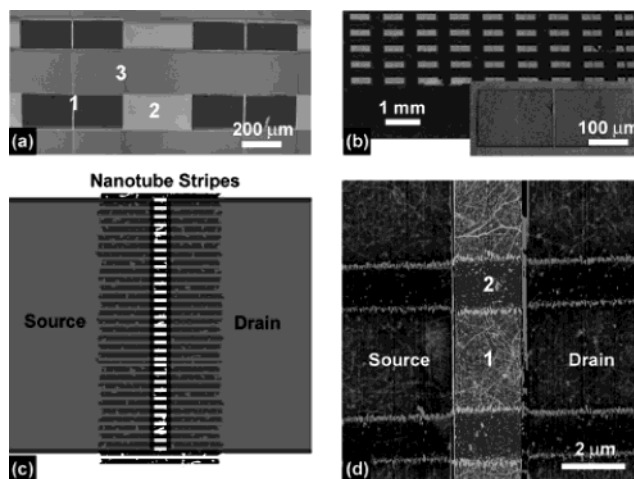 3
1
2
(a)
200 μm
1 mm
(b)
100 μm
Nanotube Stripes
Source
Drain
(c)
2
Source
1
Drain
(d)
2 μm